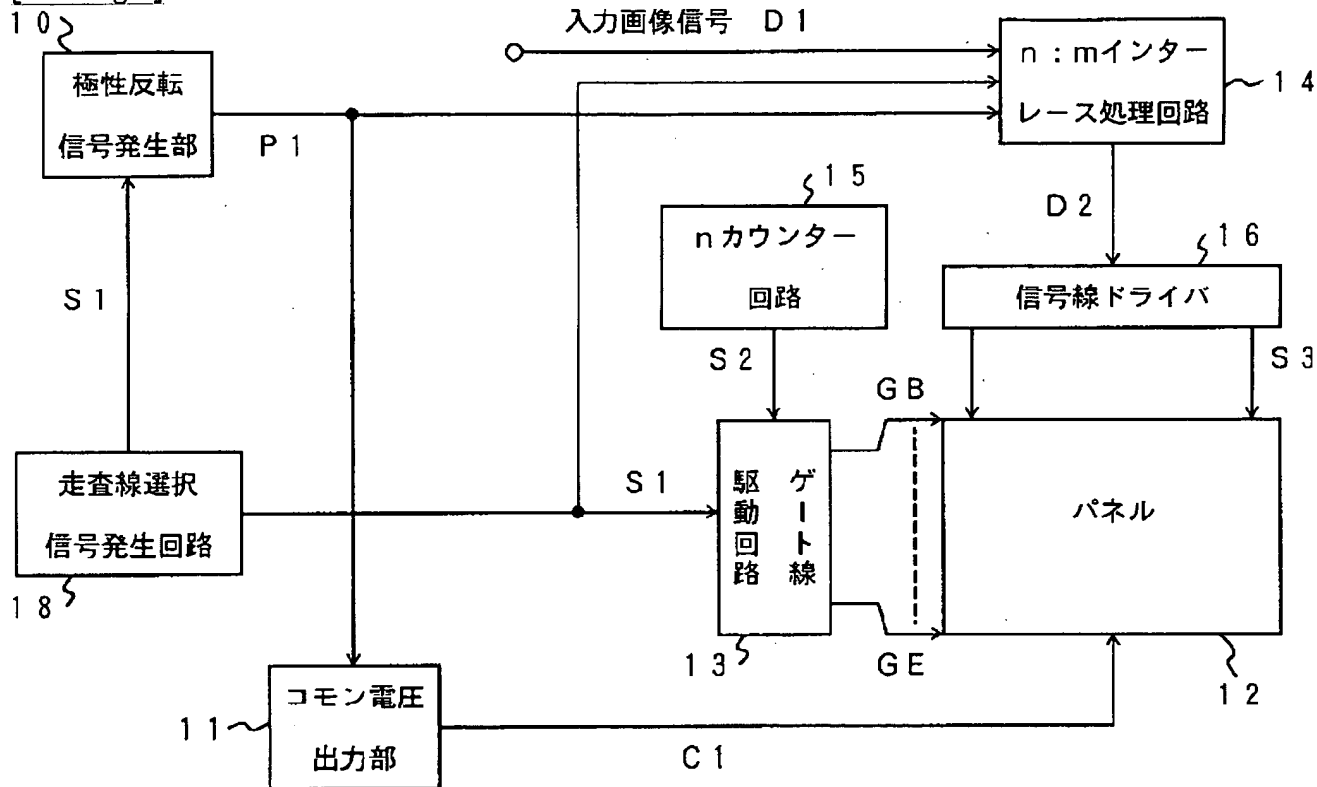 10
入力画像信号 D1
極性反転
信号発生部
P1
n:mインター
レース処理回路
14
15
nカウンター
回路
D2
16
信号線ドライバ
S1
S2
S3
GB
走査線選択
信号発生回路
18
S1
ゲート線
駆動回路
パネル
13
GE
12
コモン電圧
出力部
11
C1